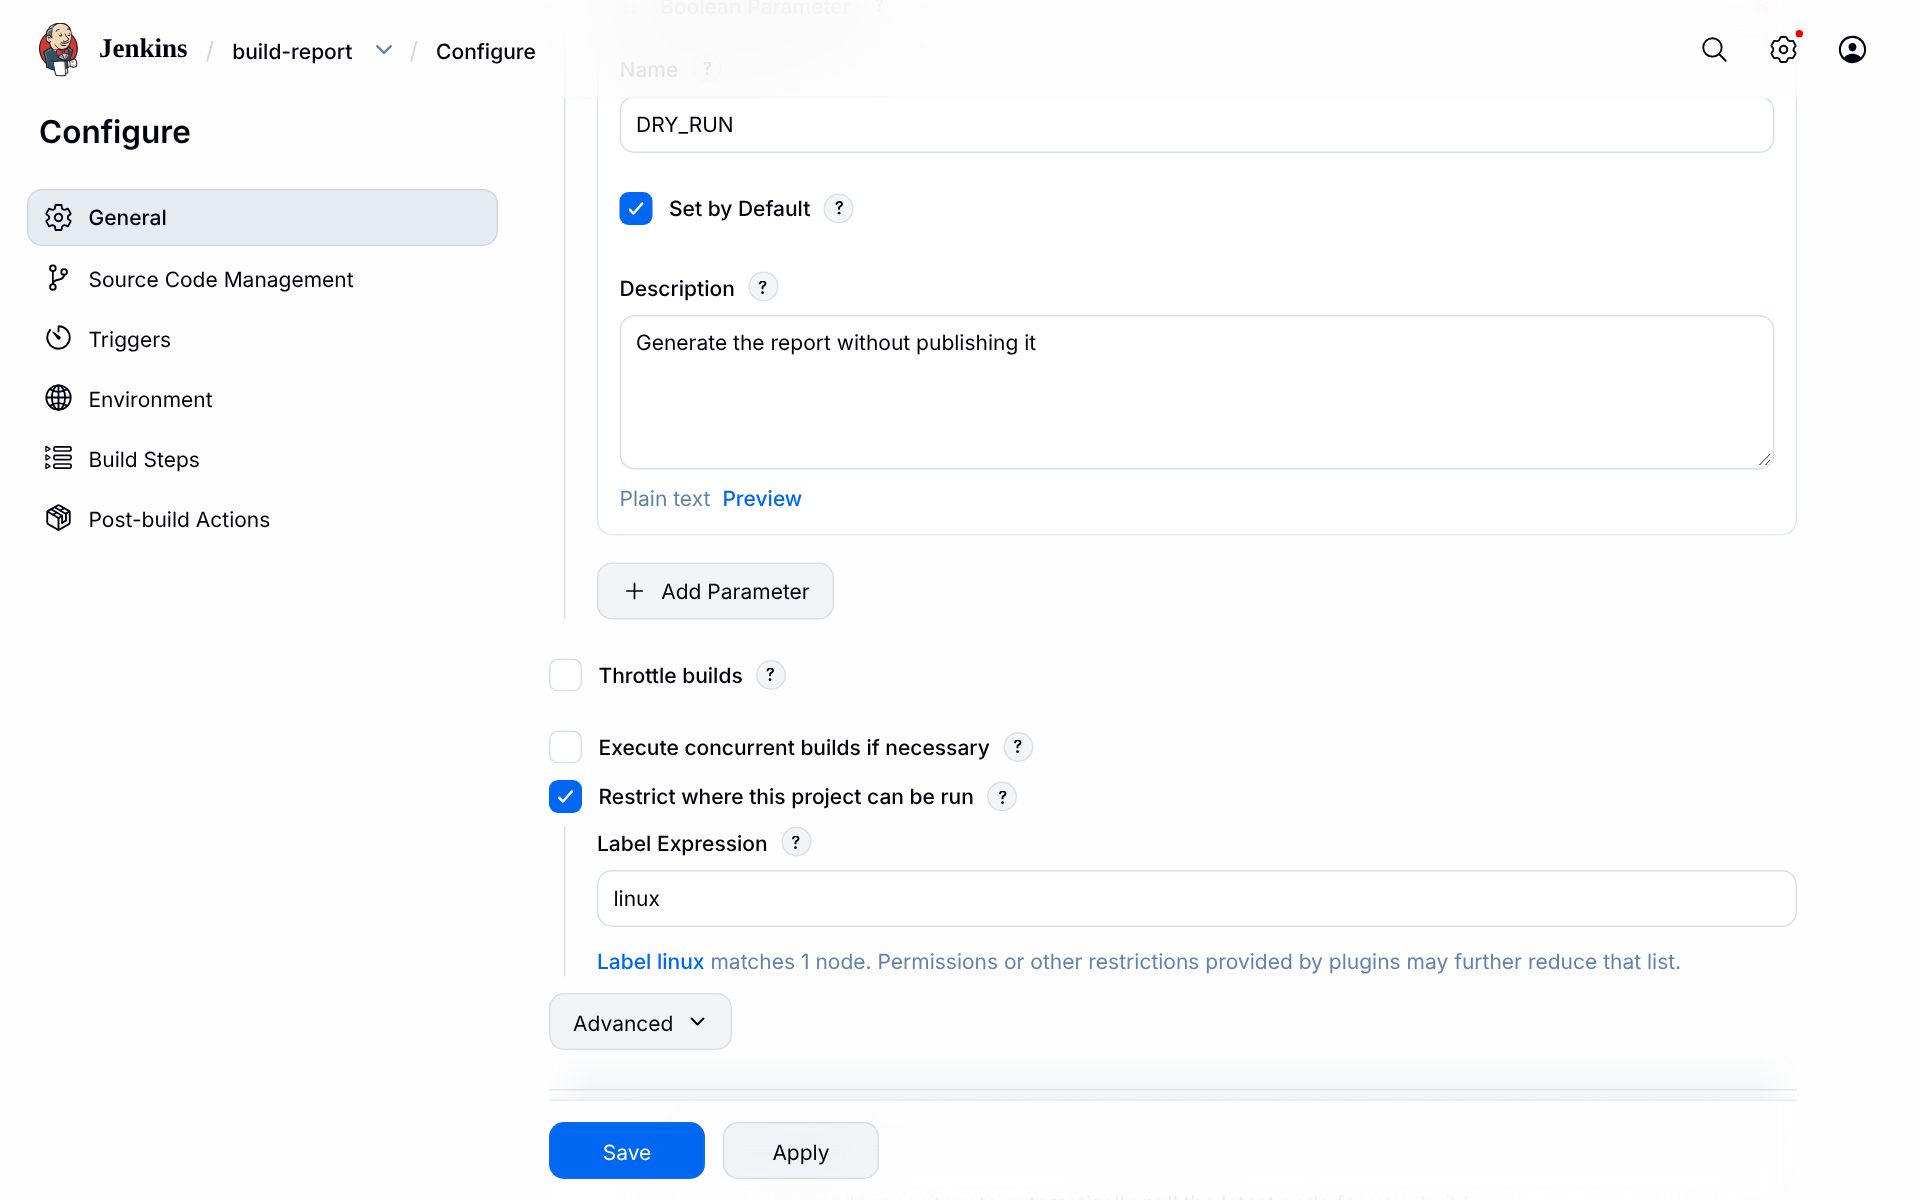 Boolean Parameter ?
Jenkins / build-report / Configure
Name ?
Configure
DRY_RUN
General
Set by Default ?
Source Code Management
Description ?
Triggers
Generate the report without publishing it
Environment
Build Steps
Plain text Preview
Post-build Actions
Add Parameter
Throttle builds ?
Execute concurrent builds if necessary ?
Restrict where this project can be run ?
Label Expression ?
linux
Label linux matches 1 node. Permissions or other restrictions provided by plugins may further reduce that list.
Advanced
Save
Apply